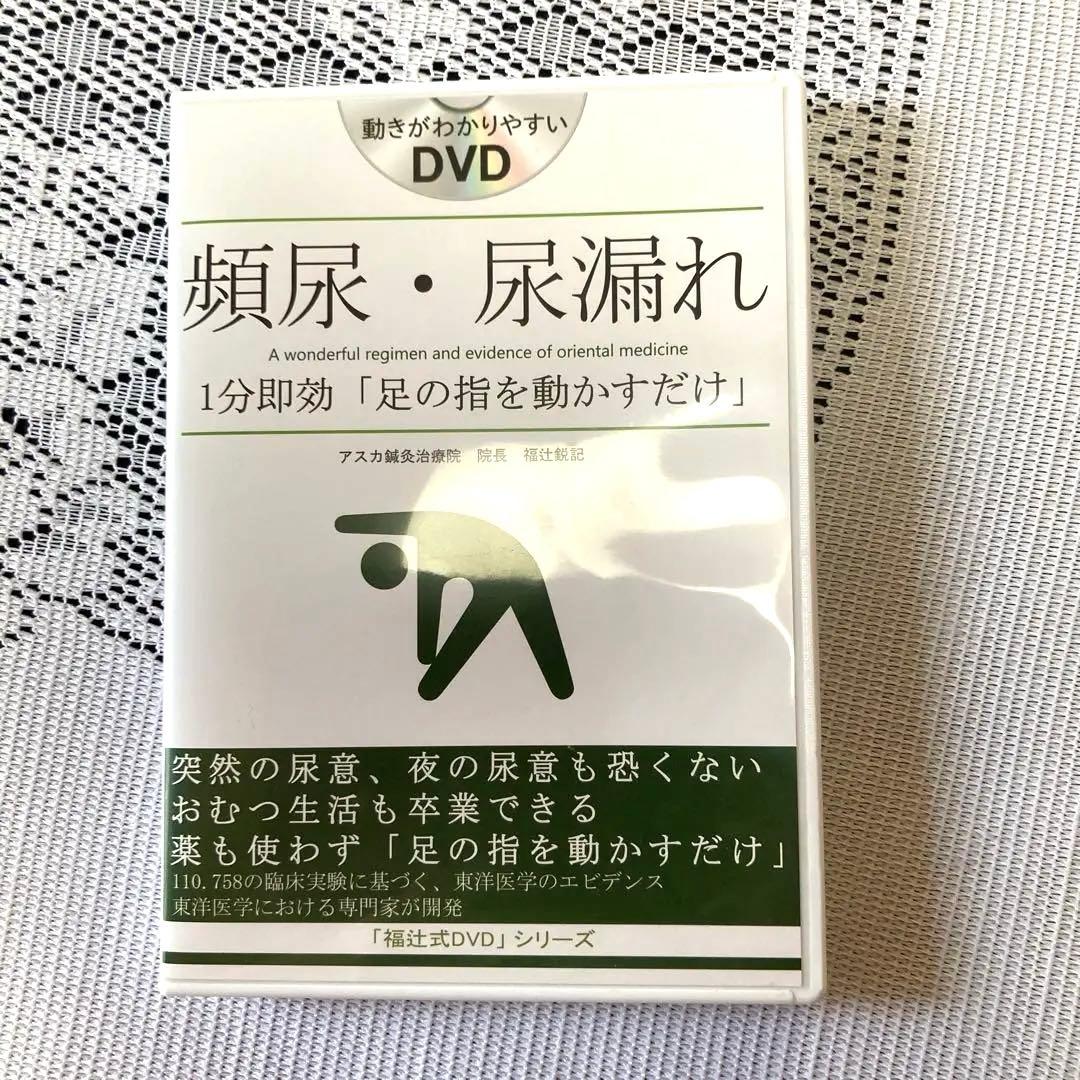 動きがわかりやすい
DVD
頻尿・尿漏れ
A wonderful regimen and evidence of oriental medicine
1分即効「足の指を動かすだけ」
アスカ鍼灸治療院 院長 福辻鋭記
突然の尿意、夜の尿意も恐くない
おむつ生活も卒業できる
薬も使わず「足の指を動かすだけ」
110.758の臨床実験に基づく、東洋医学のエビデンス
東洋医学における専門家が開発
「福辻式DVD」シリーズ